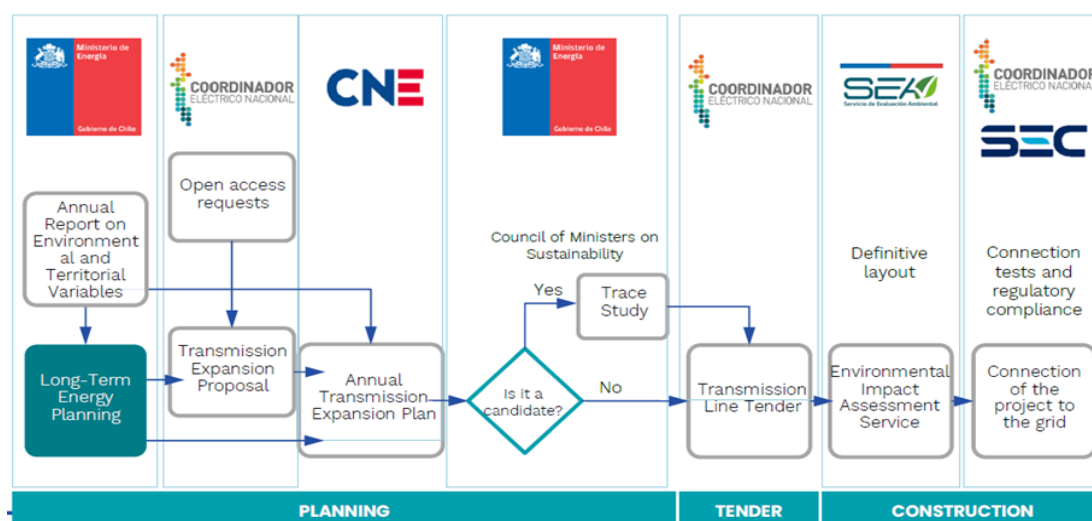 Ministerio de
Energía
Gobierno de Chile
COORDINADOR
ELÉCTRICO NACIONAL
CNE
Ministerio de
Energía
Gobierno de Chile
COORDINADOR
ELÉCTRICO NACIONAL
SEA
Servicio de Evaluación Ambiental
COORDINADOR
ELÉCTRICO NACIONAL
SEC
Annual
Report on
Environment
al and
Territorial
Variables
Long-Term
Energy
Planning
Open access
requests
Transmission
Expansion
Proposal
Annual
Transmission
Expansion Plan
Council of Ministers on
Sustainability
Yes
Trace
Study
Is it a
candidate?
No
Transmission
Line Tender
Definitive
layout
Environmental
Impact
Assessment
Service
Connection
tests and
regulatory
compliance
Connection
of the
project to
the grid
PLANNING
TENDER
CONSTRUCTION